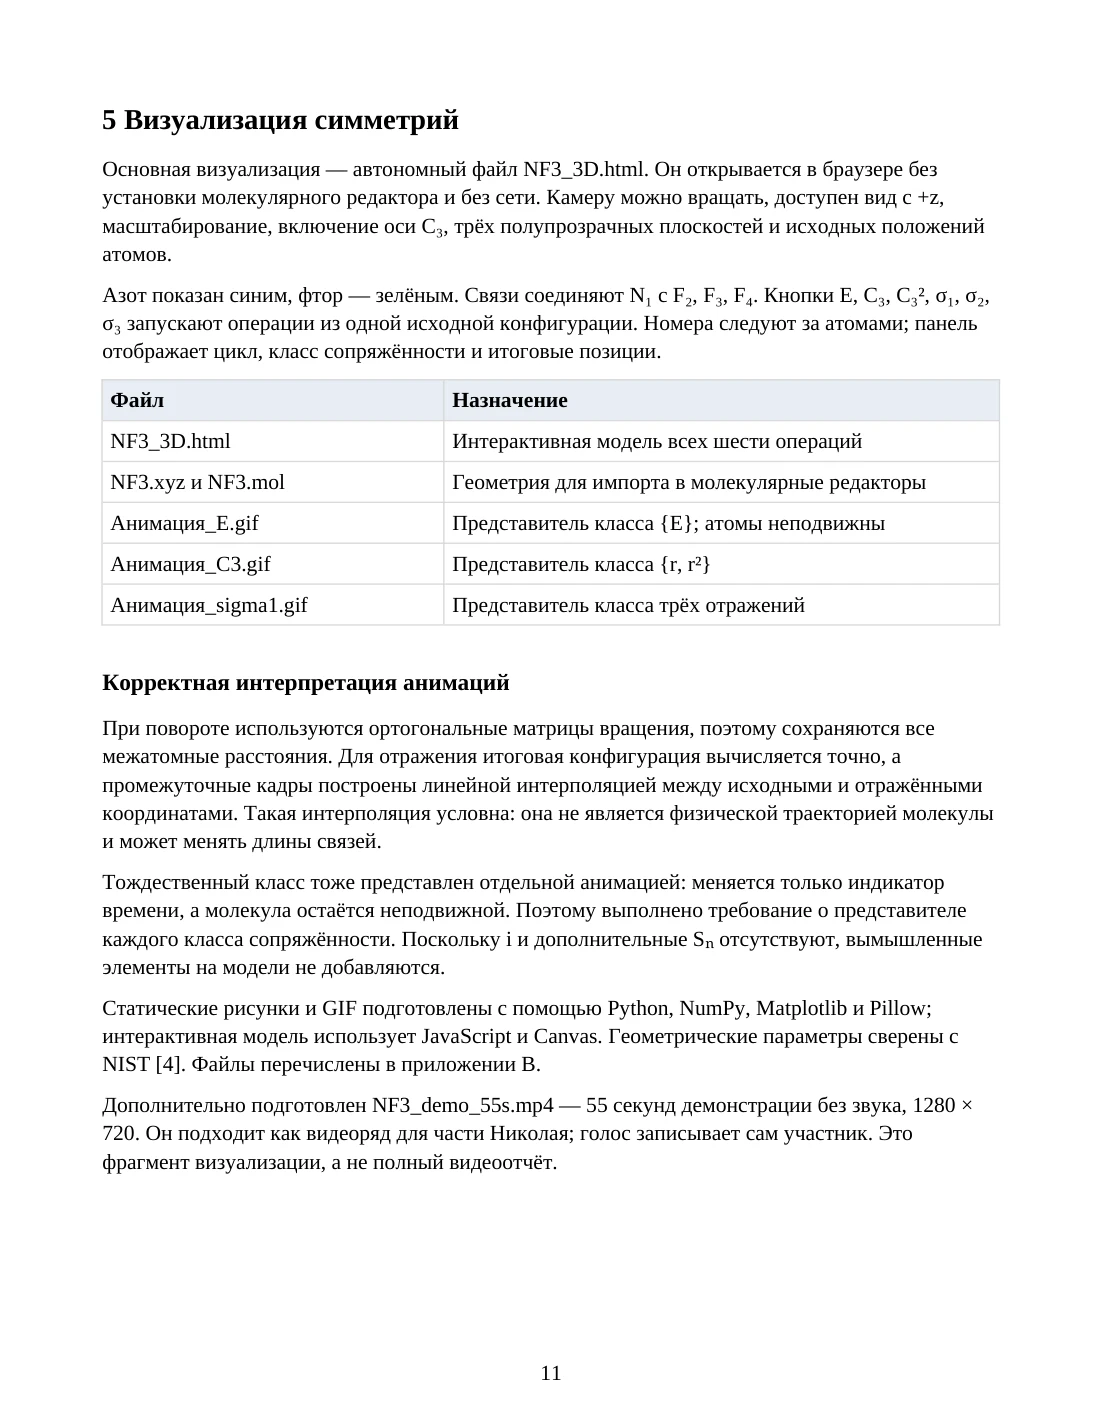 5 Визуализация симметрий
Основная визуализация — автономный файл NF3_3D.html. Он открывается в браузере без
установки молекулярного редактора и без сети. Камеру можно вращать, доступен вид с +z,
масштабирование, включение оси C₃, трёх полупрозрачных плоскостей и исходных положений
атомов.
Азот показан синим, фтор — зелёным. Связи соединяют N₁ с F₂, F₃, F₄. Кнопки E, C₃, C₃², σ₁, σ₂,
σ₃ запускают операции из одной исходной конфигурации. Номера следуют за атомами; панель
отображает цикл, класс сопряжённости и итоговые позиции.
Файл Назначение
NF3_3D.html Интерактивная модель всех шести операций
NF3.xyz и NF3.mol Геометрия для импорта в молекулярные редакторы
Анимация_E.gif Представитель класса {E}; атомы неподвижны
Анимация_C3.gif Представитель класса {r, r²}
Анимация_sigma1.gif Представитель класса трёх отражений
Корректная интерпретация анимаций
При повороте используются ортогональные матрицы вращения, поэтому сохраняются все
межатомные расстояния. Для отражения итоговая конфигурация вычисляется точно, а
промежуточные кадры построены линейной интерполяцией между исходными и отражёнными
координатами. Такая интерполяция условна: она не является физической траекторией молекулы
и может менять длины связей.
Тождественный класс тоже представлен отдельной анимацией: меняется только индикатор
времени, а молекула остаётся неподвижной. Поэтому выполнено требование о представителе
каждого класса сопряжённости. Поскольку i и дополнительные Sₙ отсутствуют, вымышленные
элементы на модели не добавляются.
Статические рисунки и GIF подготовлены с помощью Python, NumPy, Matplotlib и Pillow;
интерактивная модель использует JavaScript и Canvas. Геометрические параметры сверены с
NIST [4]. Файлы перечислены в приложении В.
Дополнительно подготовлен NF3_demo_55s.mp4 — 55 секунд демонстрации без звука, 1280 ×
720. Он подходит как видеоряд для части Николая; голос записывает сам участник. Это
фрагмент визуализации, а не полный видеоотчёт.
11